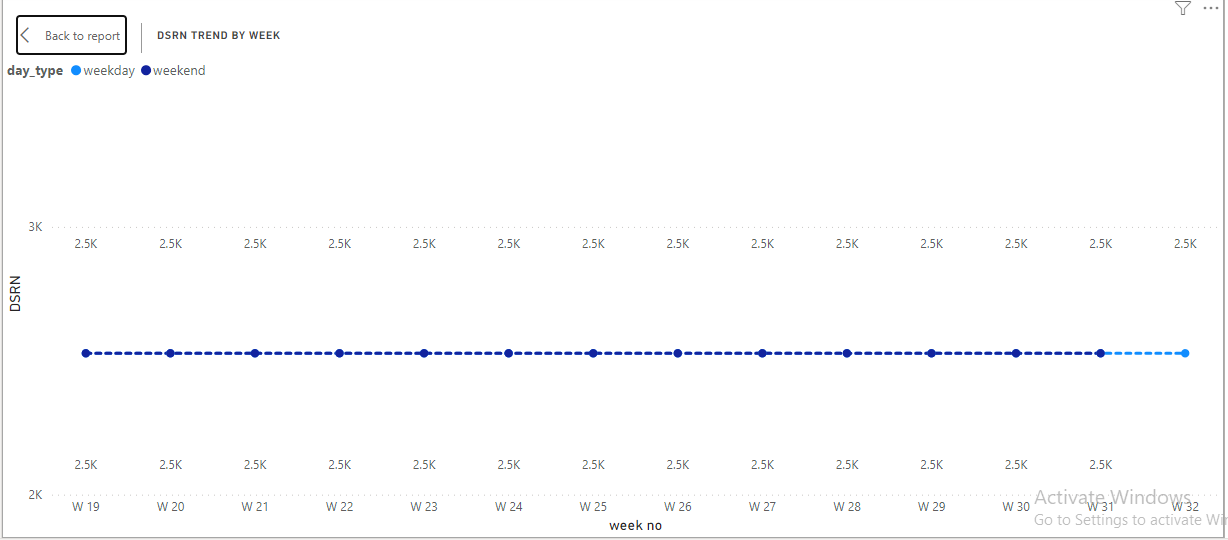 Back to report
DSRN TREND BY WEEK
day_type weekday weekend
3K
2.5K 2.5K 2.5K 2.5K 2.5K 2.5K 2.5K 2.5K 2.5K 2.5K 2.5K 2.5K 2.5K 2.5K
DSRN
2.5K 2.5K 2.5K 2.5K 2.5K 2.5K 2.5K 2.5K 2.5K 2.5K 2.5K 2.5K 2.5K
2K
W 19 W 20 W 21 W 22 W 23 W 24 W 25 W 26 W 27 W 28 W 29 W 30 W 31 W 32
week no
Activate Windows
Go to Settings to activate Wi